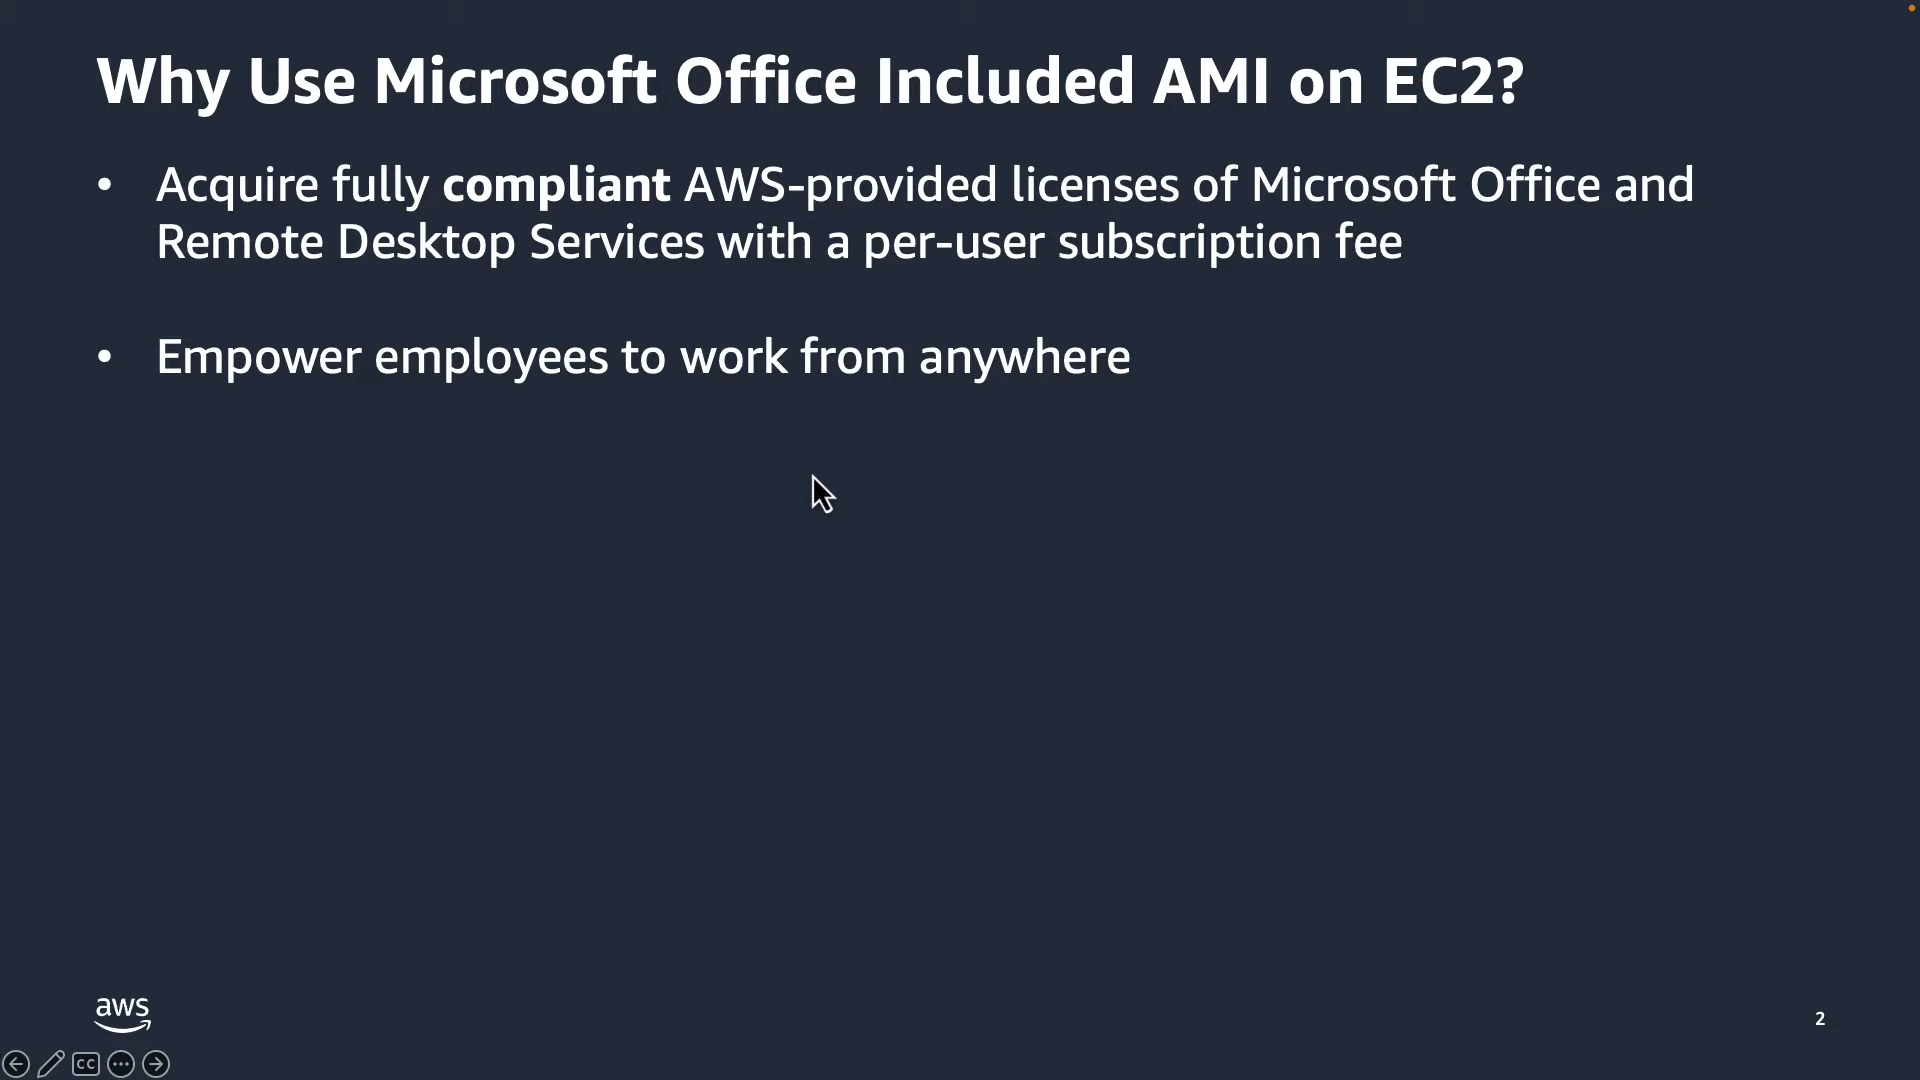 Why Use Microsoft Office Included AMI on EC2?
• Acquire fully compliant AWS-provided licenses of Microsoft Office and
Remote Desktop Services with a per-user subscription fee
• Empower employees to work from anywhere
aws
2
CC